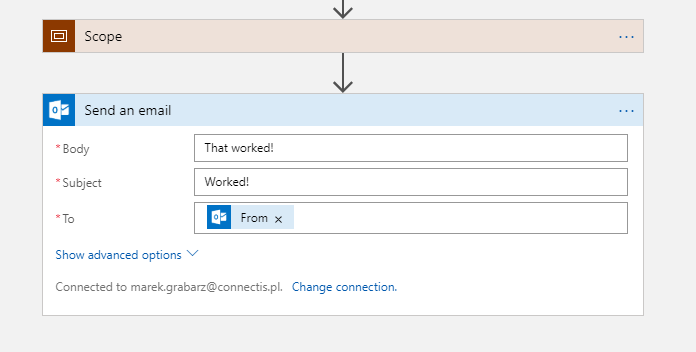 Scope
Send an email
* Body That worked!
* Subject Worked!
* To From ×
Show advanced options
Connected to marek.grabarz@connectis.pl. Change connection.